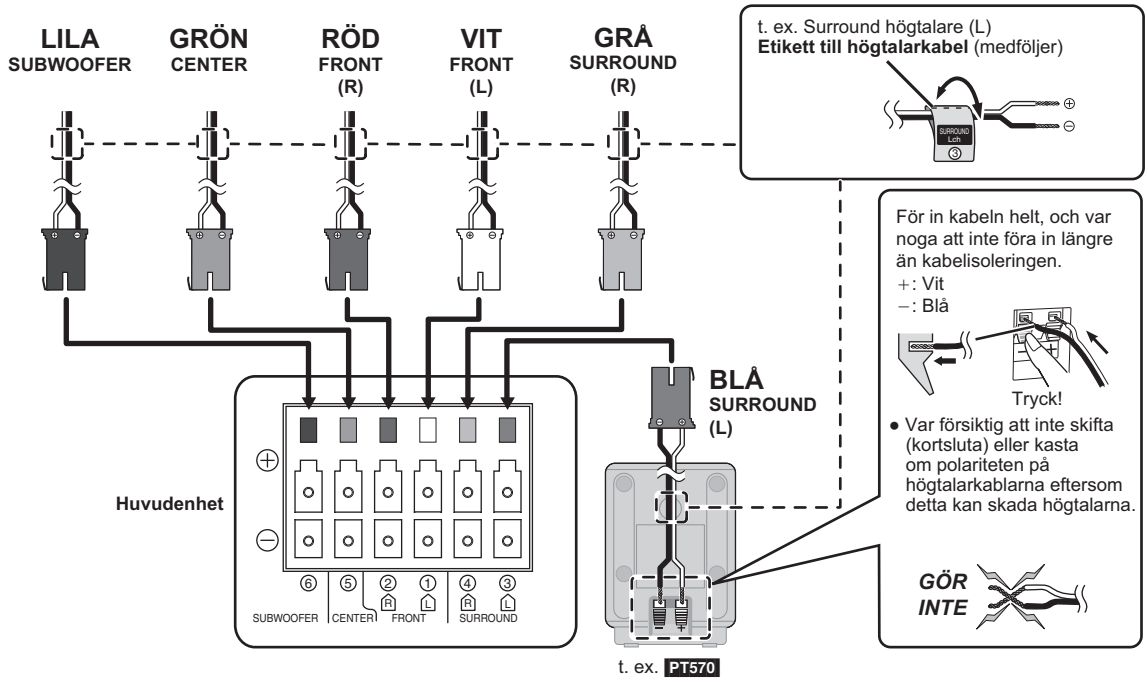 LILA
SUBWOOFER
GRÖN
CENTER
RÖD
FRONT
(R)
VIT
FRONT
(L)
GRÅ
SURROUND
(R)
t. ex. Surround högtalare (L)
Etikett till högtalarkabel (medföljer)
⊕
⊖
SURROUND
Lch
③
För in kabeln helt, och var
noga att inte föra in längre
än kabelisoleringen.
+: Vit
−: Blå
− +
Tryck!
● Var försiktig att inte skifta
(kortsluta) eller kasta
om polariteten på
högtalarkablarna eftersom
detta kan skada högtalarna.
GÖR
INTE
BLÅ
SURROUND
(L)
Huvudenhet
⊕
⊖
⑥ ⑤ ② ① ④ ③
R L R L
SUBWOOFER CENTER FRONT SURROUND
− +
t. ex. PT570